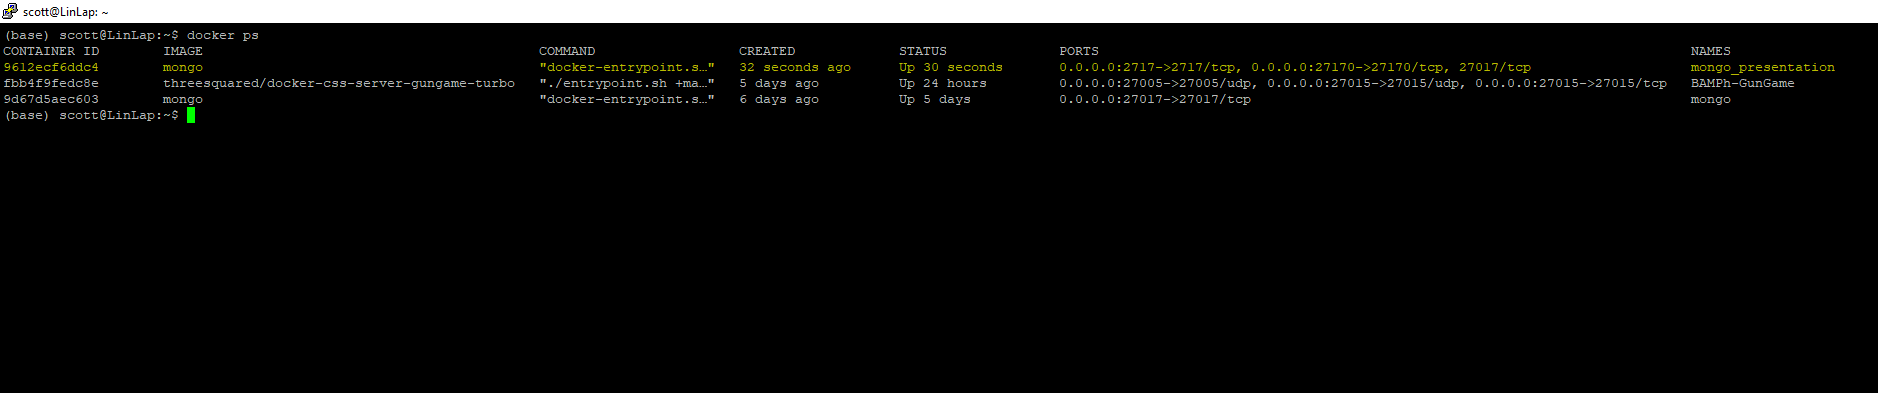 scott@LinLap: ~
(base) scott@LinLap:~$ docker ps
CONTAINER ID IMAGE COMMAND CREATED STATUS PORTS NAMES
9612ecf6ddc4 mongo "docker-entrypoint.s…" 32 seconds ago Up 30 seconds 0.0.0.0:2717->2717/tcp, 0.0.0.0:27170->27170/tcp, 27017/tcp mongo_presentation
fbb4f9fedc8e threesquared/docker-css-server-gungame-turbo "./entrypoint.sh +ma…" 5 days ago Up 24 hours 0.0.0.0:27005->27005/udp, 0.0.0.0:27015->27015/udp, 0.0.0.0:27015->27015/tcp BAMPh-GunGame
9d67d5aec603 mongo "docker-entrypoint.s…" 6 days ago Up 5 days 0.0.0.0:27017->27017/tcp mongo
(base) scott@LinLap:~$